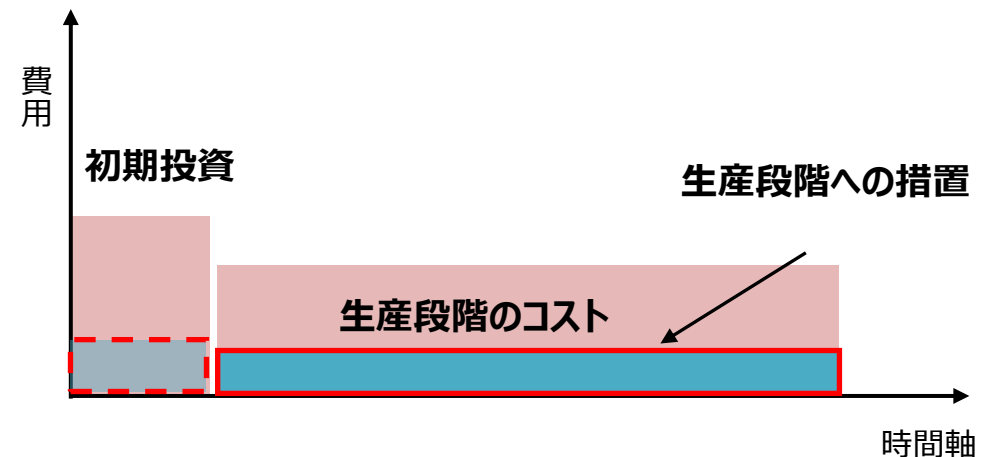 費用
初期投資
生産段階への措置
生産段階のコスト
時間軸